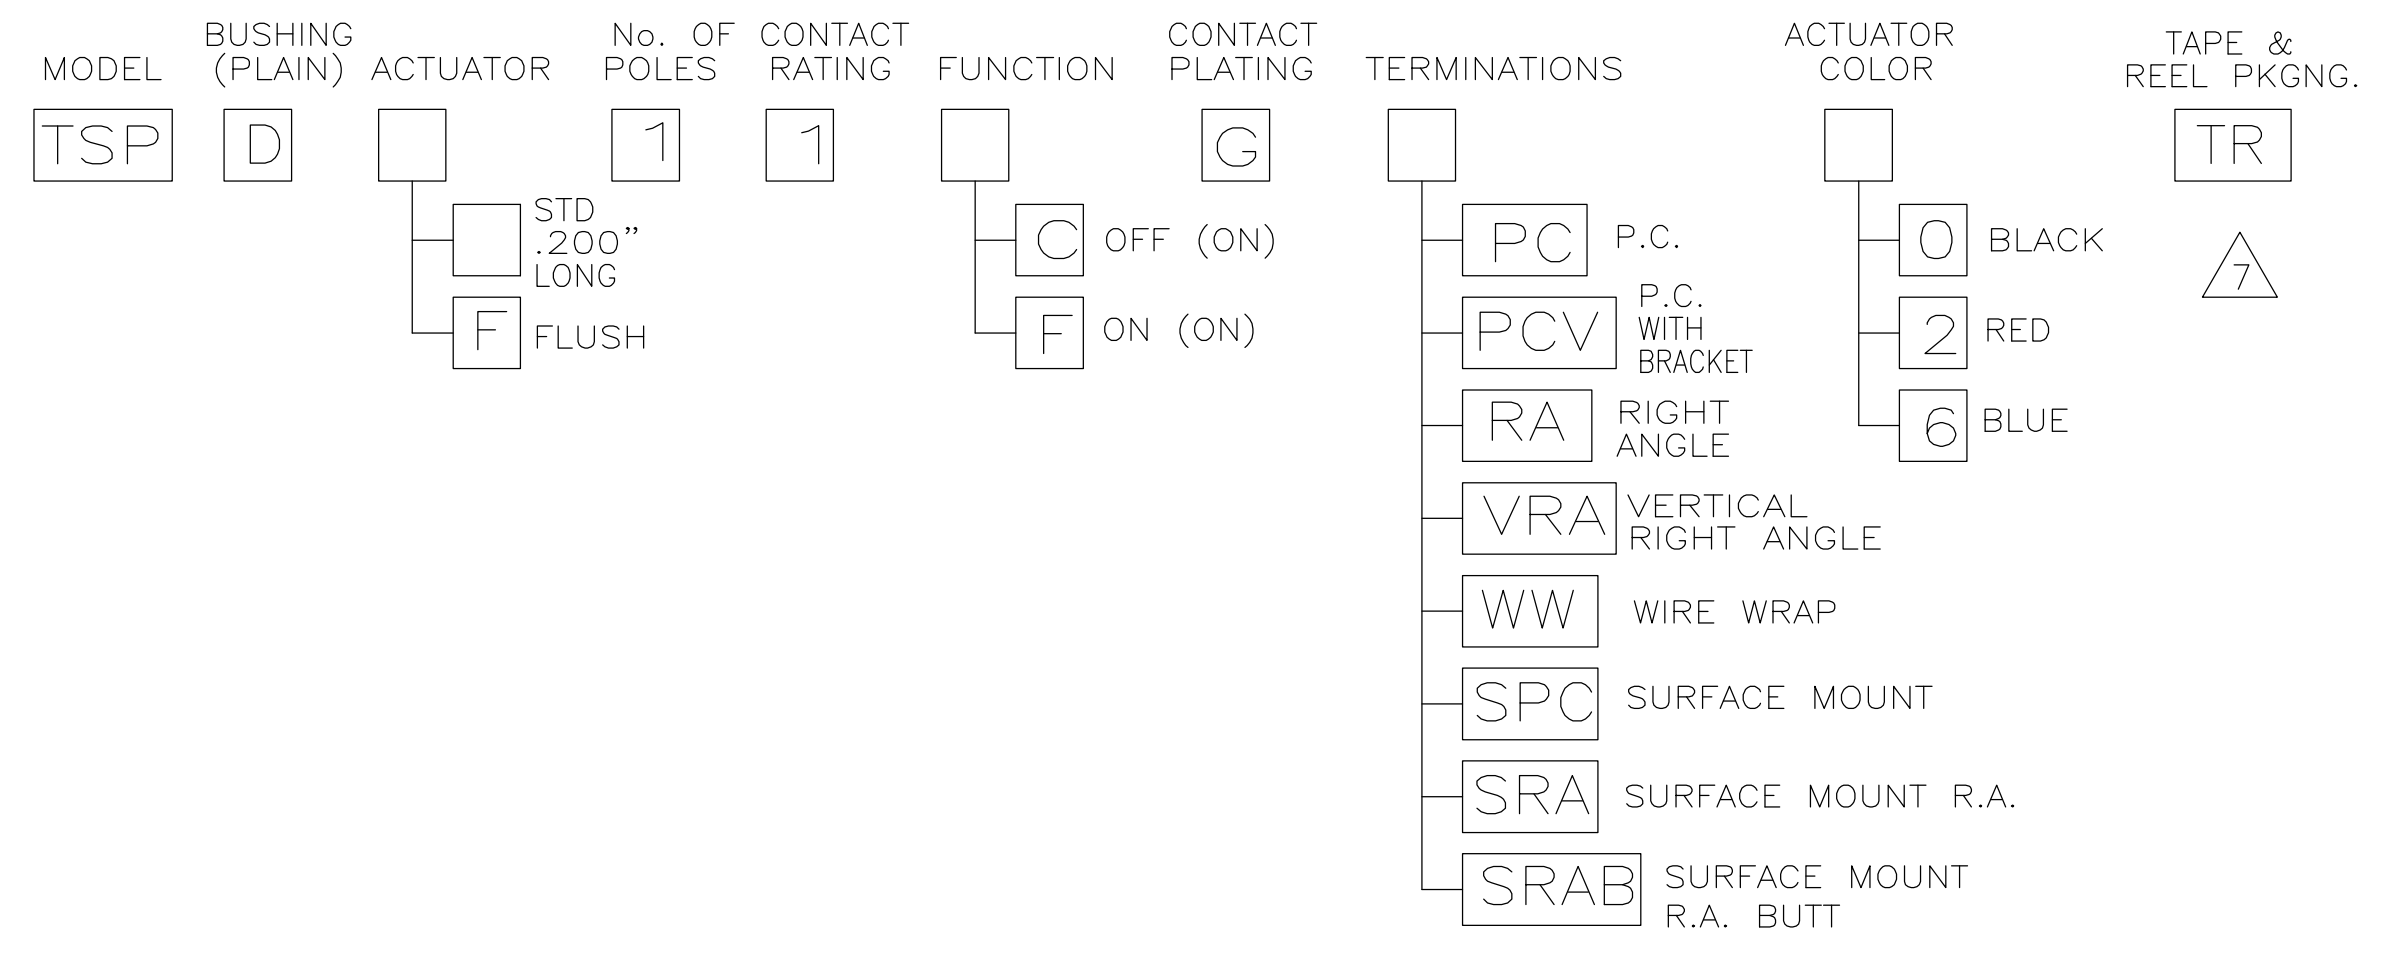 MODEL
BUSHING
(PLAIN)
ACTUATOR
No. OF
POLES
CONTACT
RATING
FUNCTION
CONTACT
PLATING
TERMINATIONS
ACTUATOR
COLOR
TAPE &
REEL PKGNG.
TSP
D
1
1
G
TR
STD
.200”
LONG
F
FLUSH
C
OFF (ON)
F
ON (ON)
PC
P.C.
PCV
P.C.
WITH
BRACKET
RA
RIGHT
ANGLE
VRA
VERTICAL
RIGHT ANGLE
WW
WIRE WRAP
SPC
SURFACE MOUNT
SRA
SURFACE MOUNT R.A.
SRAB
SURFACE MOUNT
R.A. BUTT
0
BLACK
2
RED
6
BLUE
7